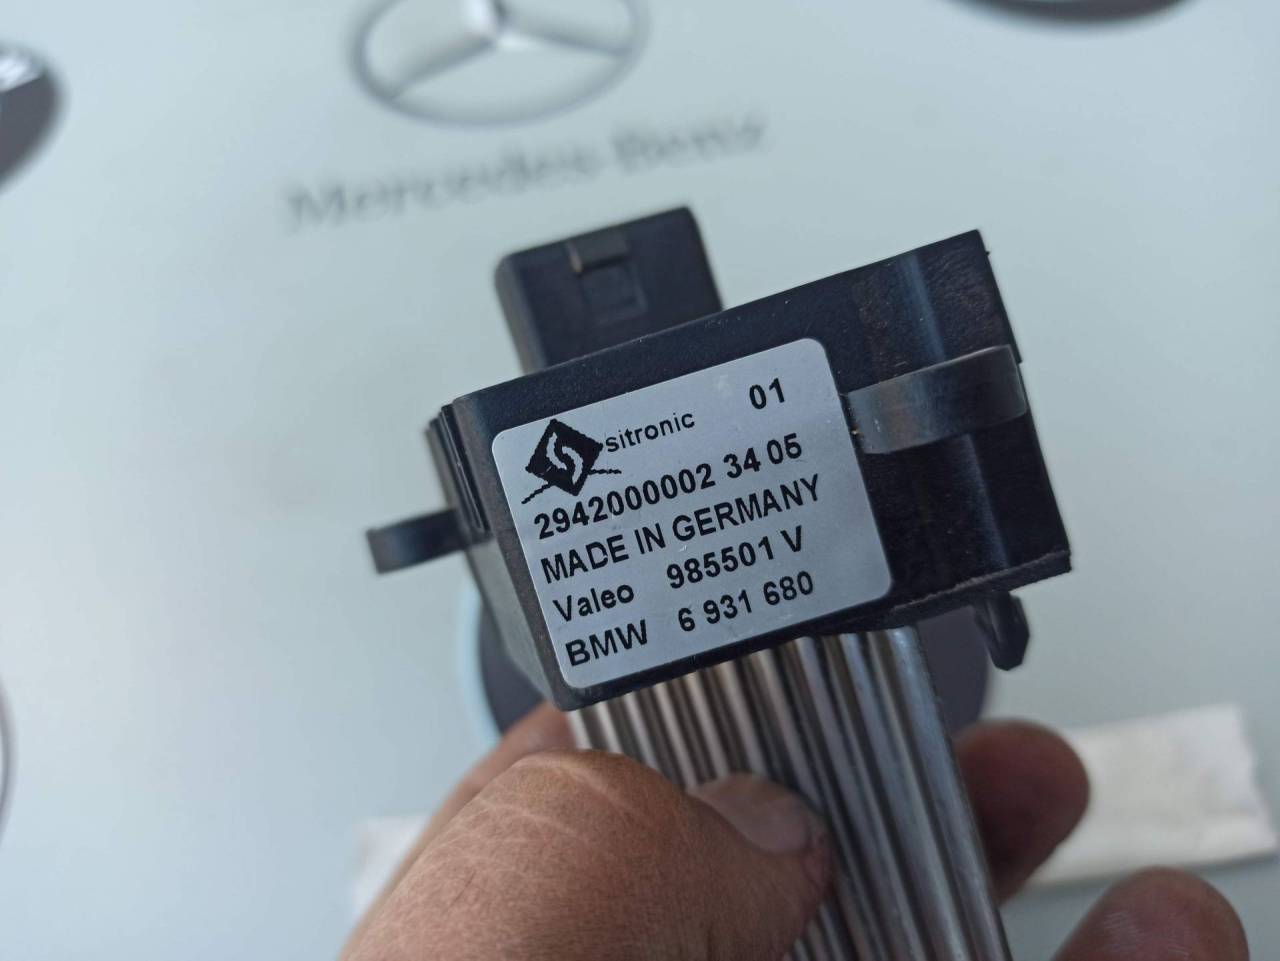 Mercedes-Benz
sitronic 01
2942000002 34 05
MADE IN GERMANY
Valeo 985501 V
BMW 6 931 680